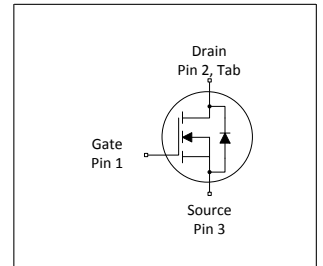 Drain
Pin 2, Tab
Gate
Pin 1
Source
Pin 3